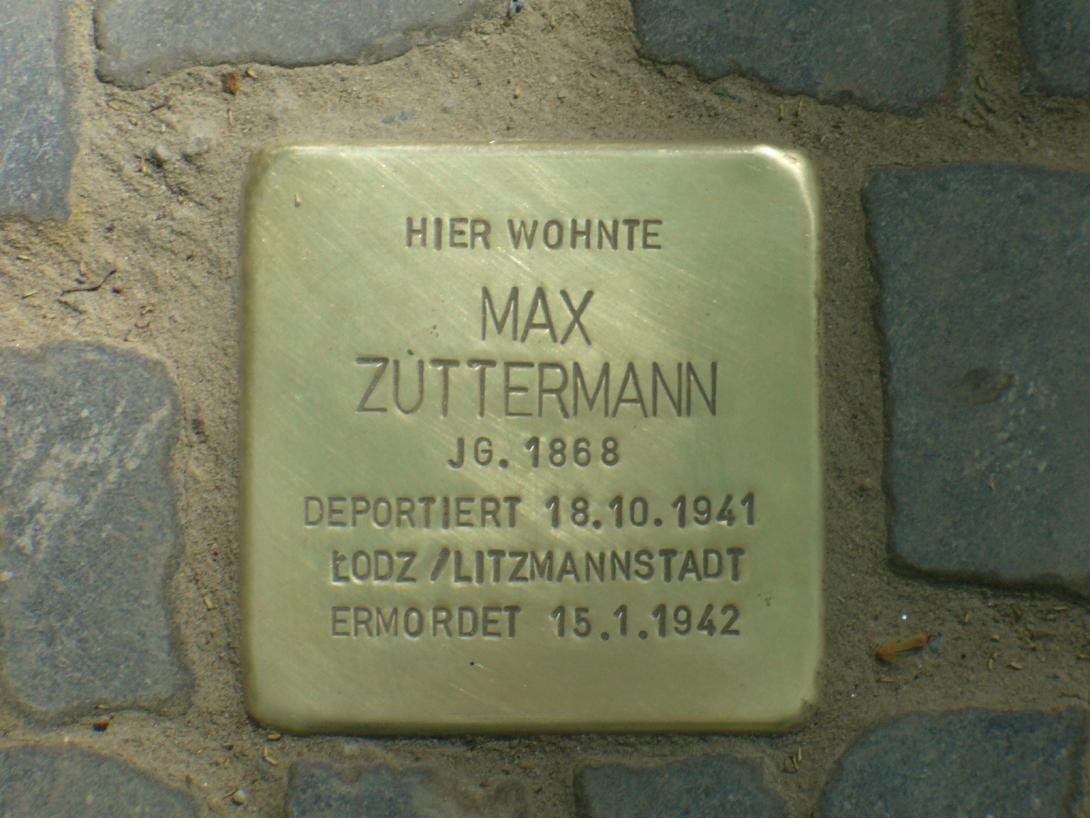 HIER WOHNTE
MAX
ZÜTTERMANN
JG. 1868
DEPORTIERT 18.10.1941
ŁODZ / LITZMANNSTADT
ERMORDET 15.1.1942